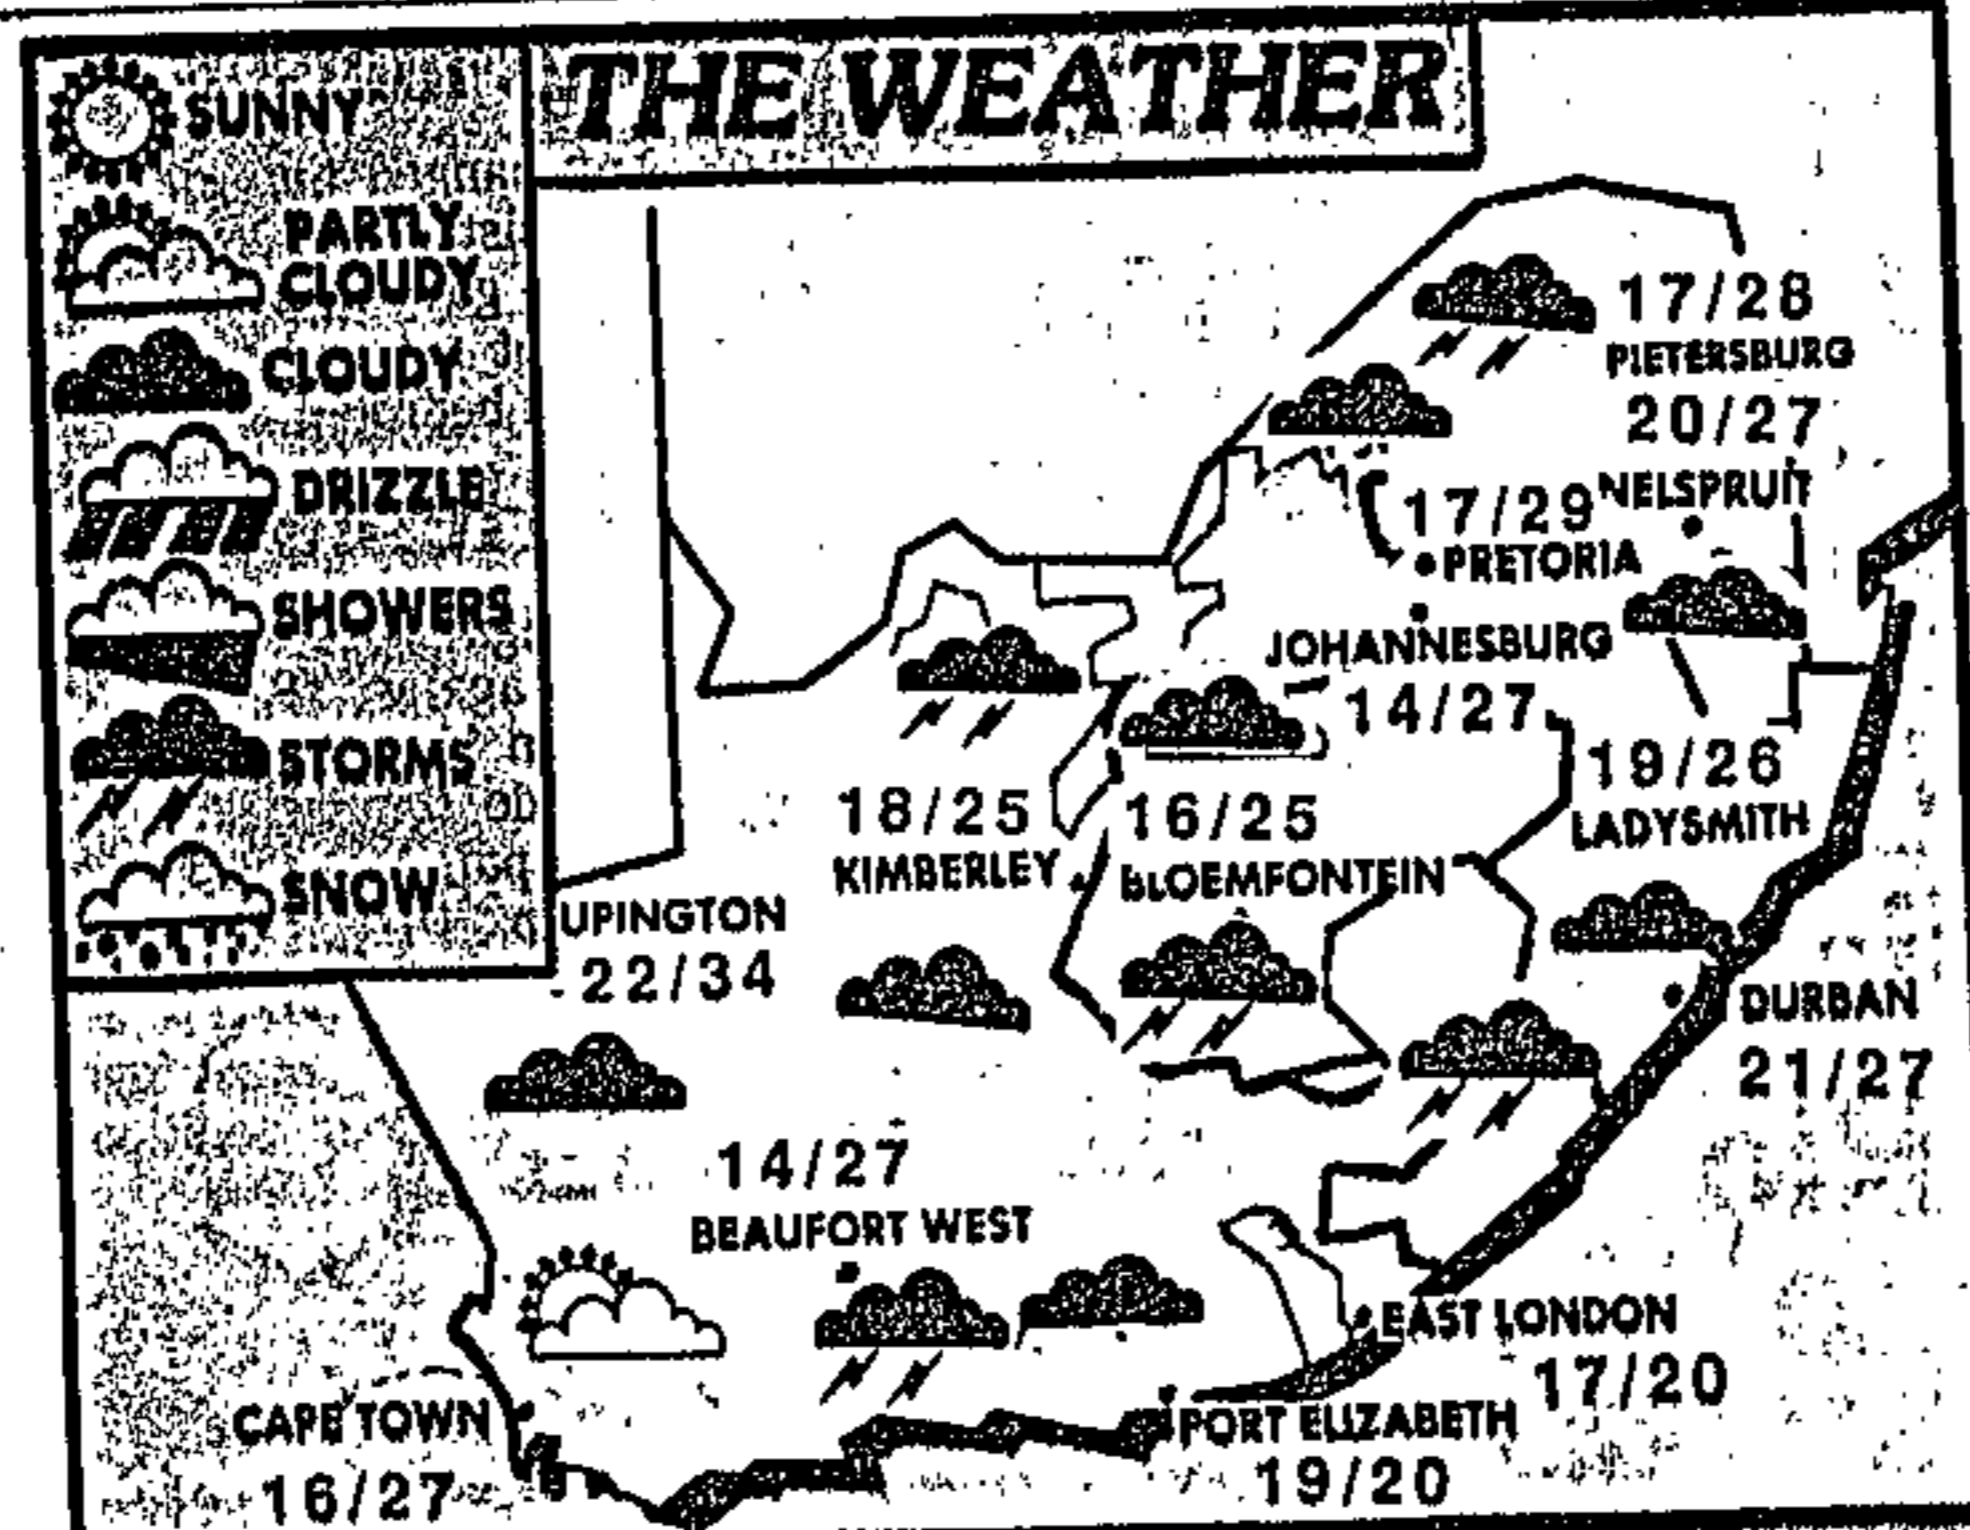 THE WEATHER
SUNNY
PARTLY
CLOUDY
CLOUDY
DRIZZLE
SHOWERS
STORMS
SNOW
17/28
PIETERSBURG
20/27
NELSPRUIT
17/29
PRETORIA
JOHANNESBURG
14/27
19/26
LADYSMITH
18/25
KIMBERLEY
16/25
BLOEMFONTEIN
UPINGTON
22/34
DURBAN
21/27
14/27
BEAUFORT WEST
EAST LONDON
17/20
CAPE TOWN
16/27
PORT ELIZABETH
19/20